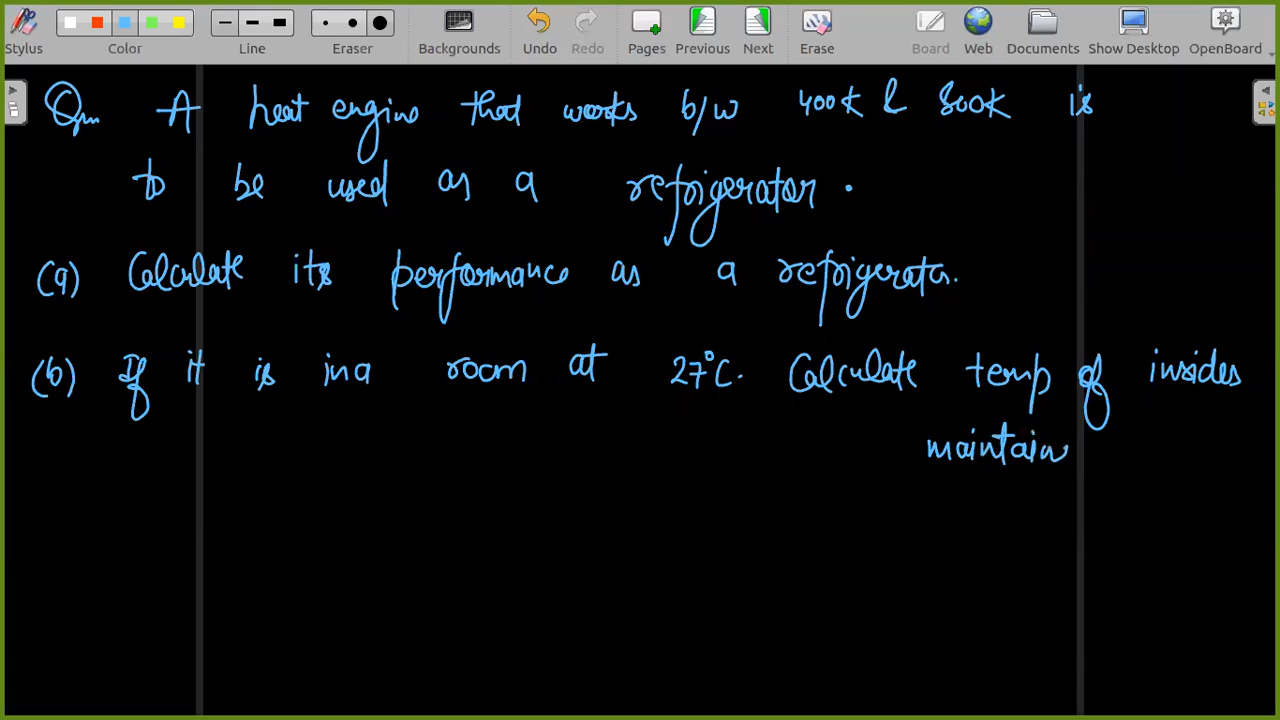 Stylus Color Line Eraser Backgrounds Undo Redo Pages Previous Next Erase Board Web Documents Show Desktop OpenBoard
Qn A heat engine that works b/w 400K & 800K is
to be used as a refrigerator.
(a) Calculate its performance as a refrigerator.
(b) If it is in a room at 27°C. Calculate temp of insides
maintain